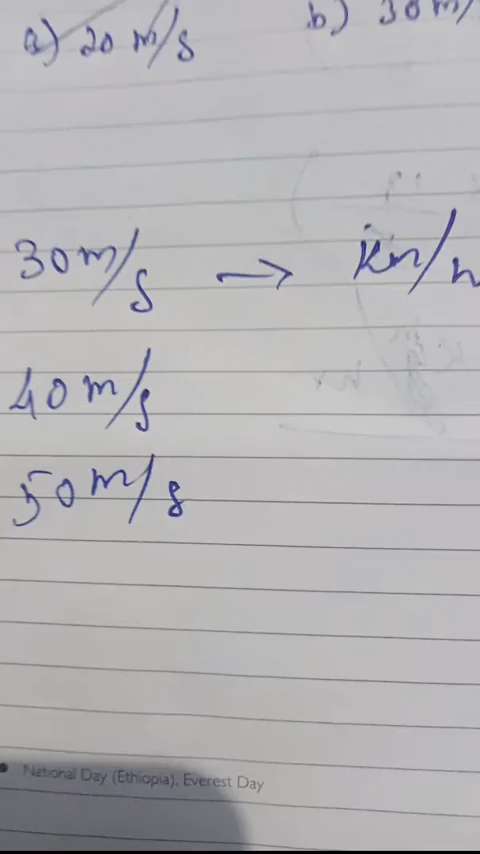 a) 20 m/s b) 30 m/
30 m/s → km/h
40 m/s
50 m/s
National Day (Ethiopia), Everest Day